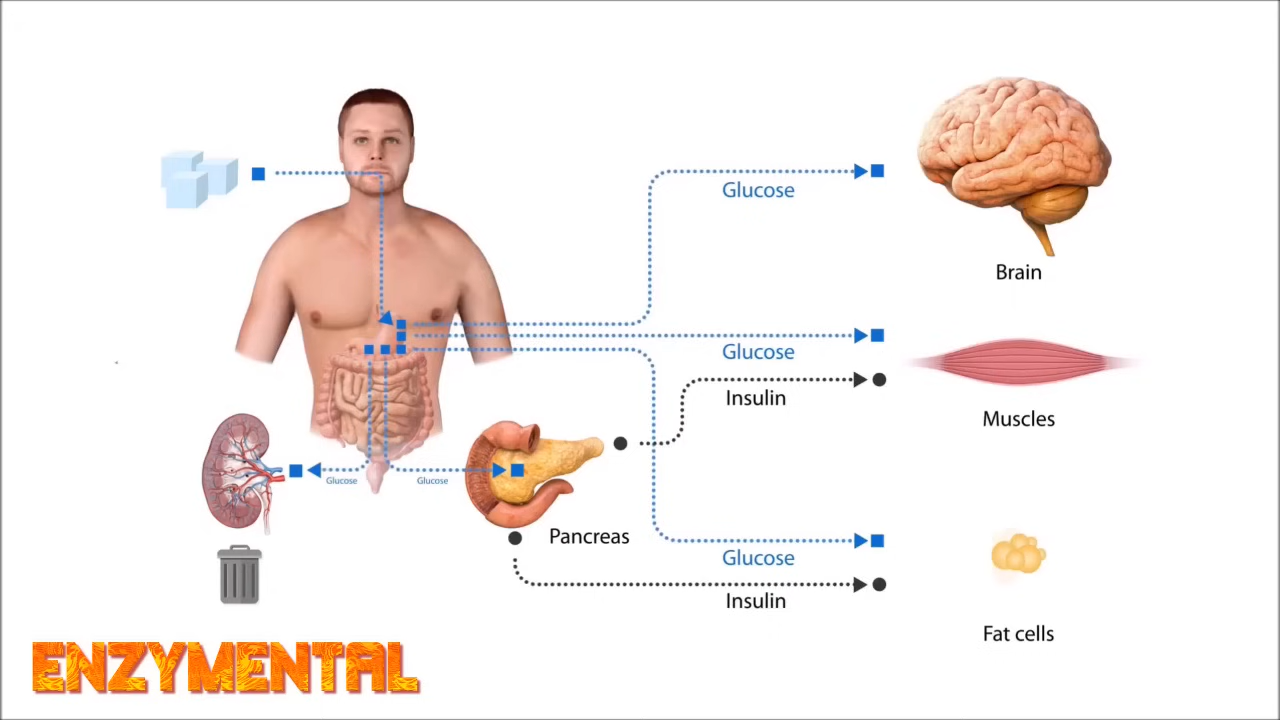 Glucose
Brain
Glucose
Insulin
Muscles
Glucose
Glucose
Pancreas
Glucose
Insulin
Fat cells
ENZYMENTAL